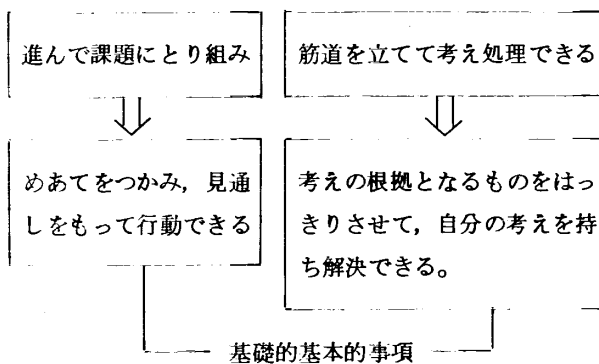 進んで課題にとり組み
筋道を立てて考え処理できる
めあてをつかみ，見通
しをもって行動できる
考えの根拠となるものをはっ
きりさせて，自分の考えを持
ち解決できる。
基礎的基本的事項